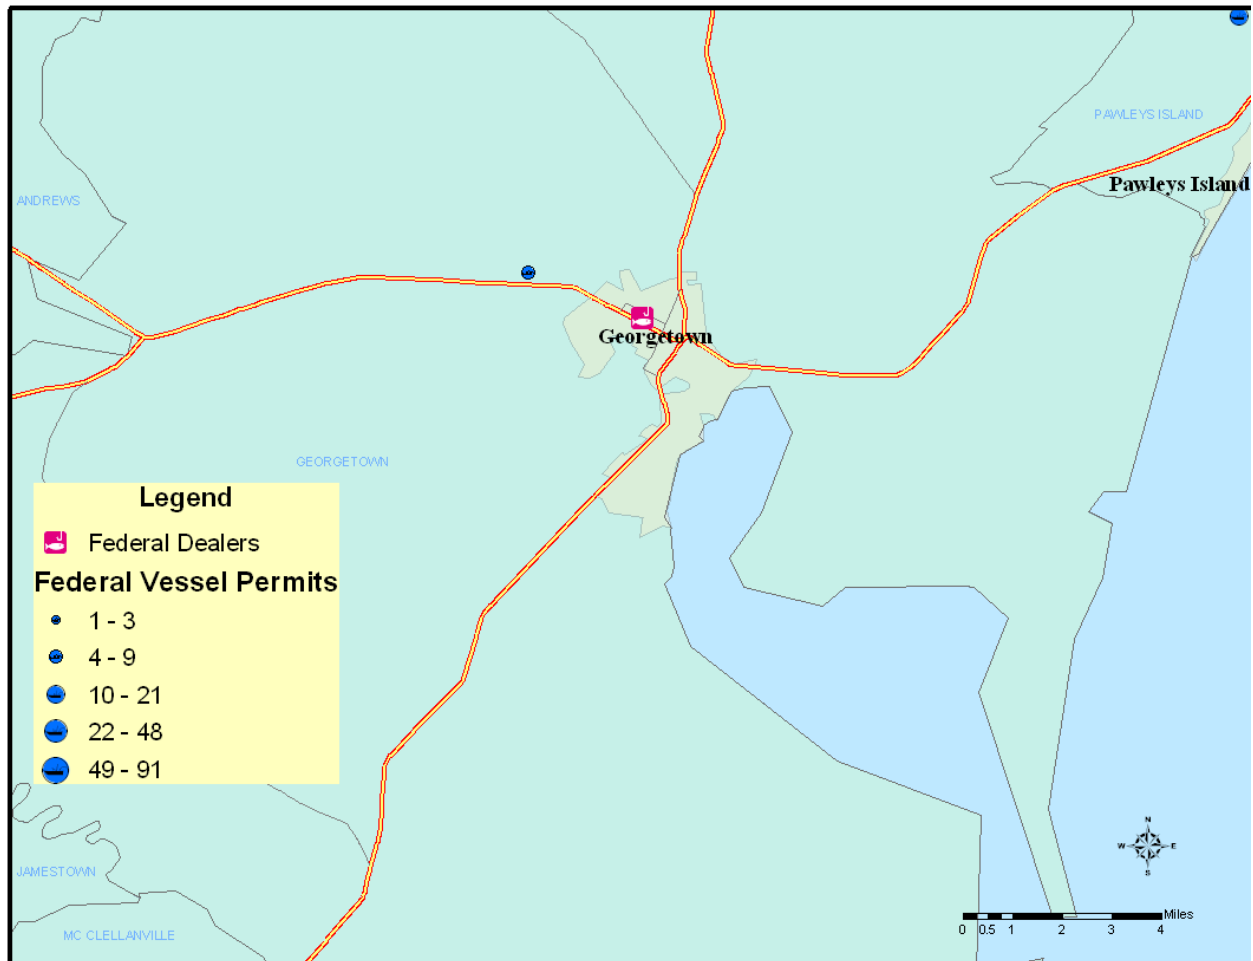 PAWLEYS ISLAND
Pawleys Island
ANDREWS
Georgetown
GEORGETOWN
Legend
Federal Dealers
Federal Vessel Permits
1 - 3
4 - 9
10 - 21
22 - 48
49 - 91
JAMESTOWN
MC CLELLANVILLE
N
W E
S
Miles
0 0.5 1 2 3 4